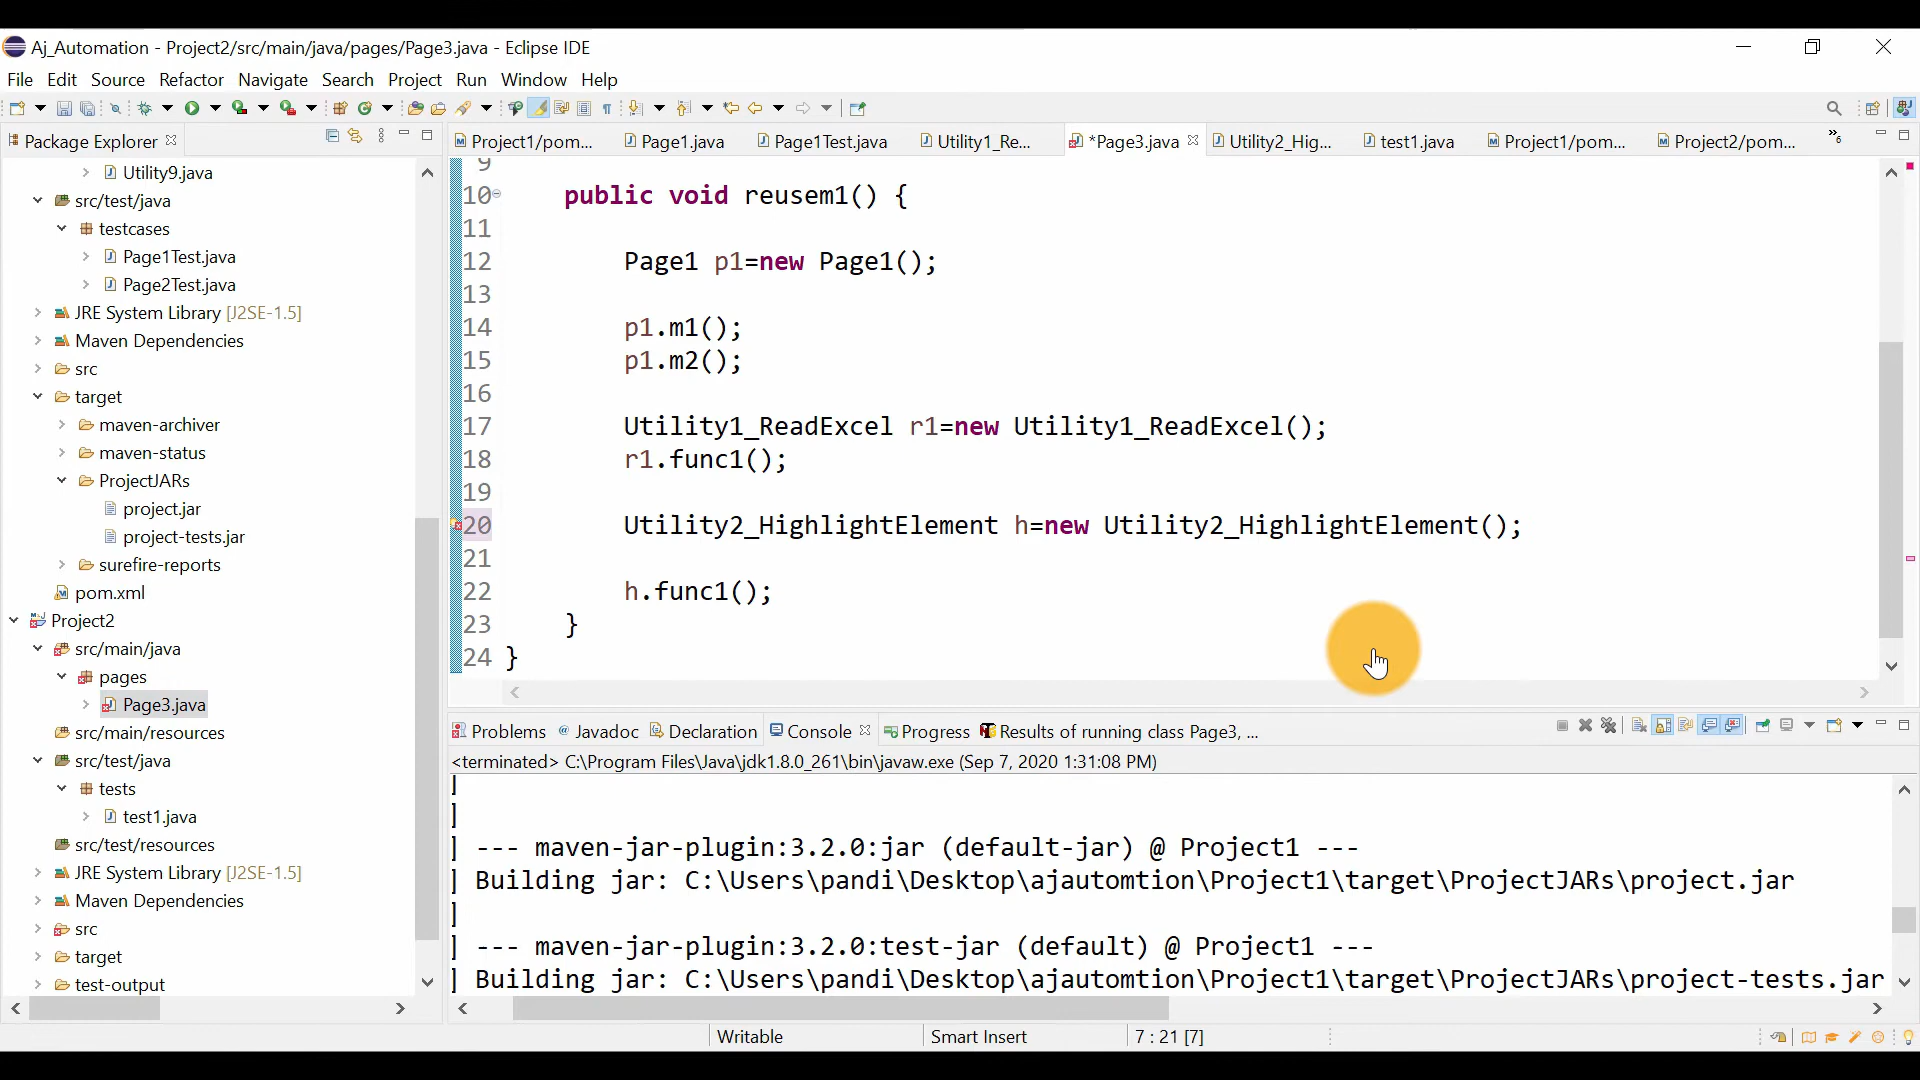 Aj_Automation - Project2/src/main/java/pages/Page3.java - Eclipse IDE
File Edit Source Refactor Navigate Search Project Run Window Help
Package Explorer
Utility9.java
src/test/java
testcases
Page1Test.java
Page2Test.java
JRE System Library [J2SE-1.5]
Maven Dependencies
src
target
maven-archiver
maven-status
ProjectJARs
project.jar
project-tests.jar
surefire-reports
pom.xml
Project2
src/main/java
pages
Page3.java
src/main/resources
src/test/java
tests
test1.java
src/test/resources
JRE System Library [J2SE-1.5]
Maven Dependencies
src
target
test-output
Project1/pom... Page1.java Page1Test.java Utility1_Re... *Page3.java Utility2_Hig... test1.java Project1/pom... Project2/pom... »6
9
10 public void reusem1() {
11
12 Page1 p1=new Page1();
13
14 p1.m1();
15 p1.m2();
16
17 Utility1_ReadExcel r1=new Utility1_ReadExcel();
18 r1.func1();
19
20 Utility2_HighlightElement h=new Utility2_HighlightElement();
21
22 h.func1();
23 }
24 }
Problems Javadoc Declaration Console Progress Results of running class Page3, ...
<terminated> C:\Program Files\Java\jdk1.8.0_261\bin\javaw.exe (Sep 7, 2020 1:31:08 PM)
]
]
] --- maven-jar-plugin:3.2.0:jar (default-jar) @ Project1 ---
] Building jar: C:\Users\pandi\Desktop\ajautomtion\Project1\target\ProjectJARs\project.jar
]
] --- maven-jar-plugin:3.2.0:test-jar (default) @ Project1 ---
] Building jar: C:\Users\pandi\Desktop\ajautomtion\Project1\target\ProjectJARs\project-tests.jar
Writable Smart Insert 7 : 21 [7]